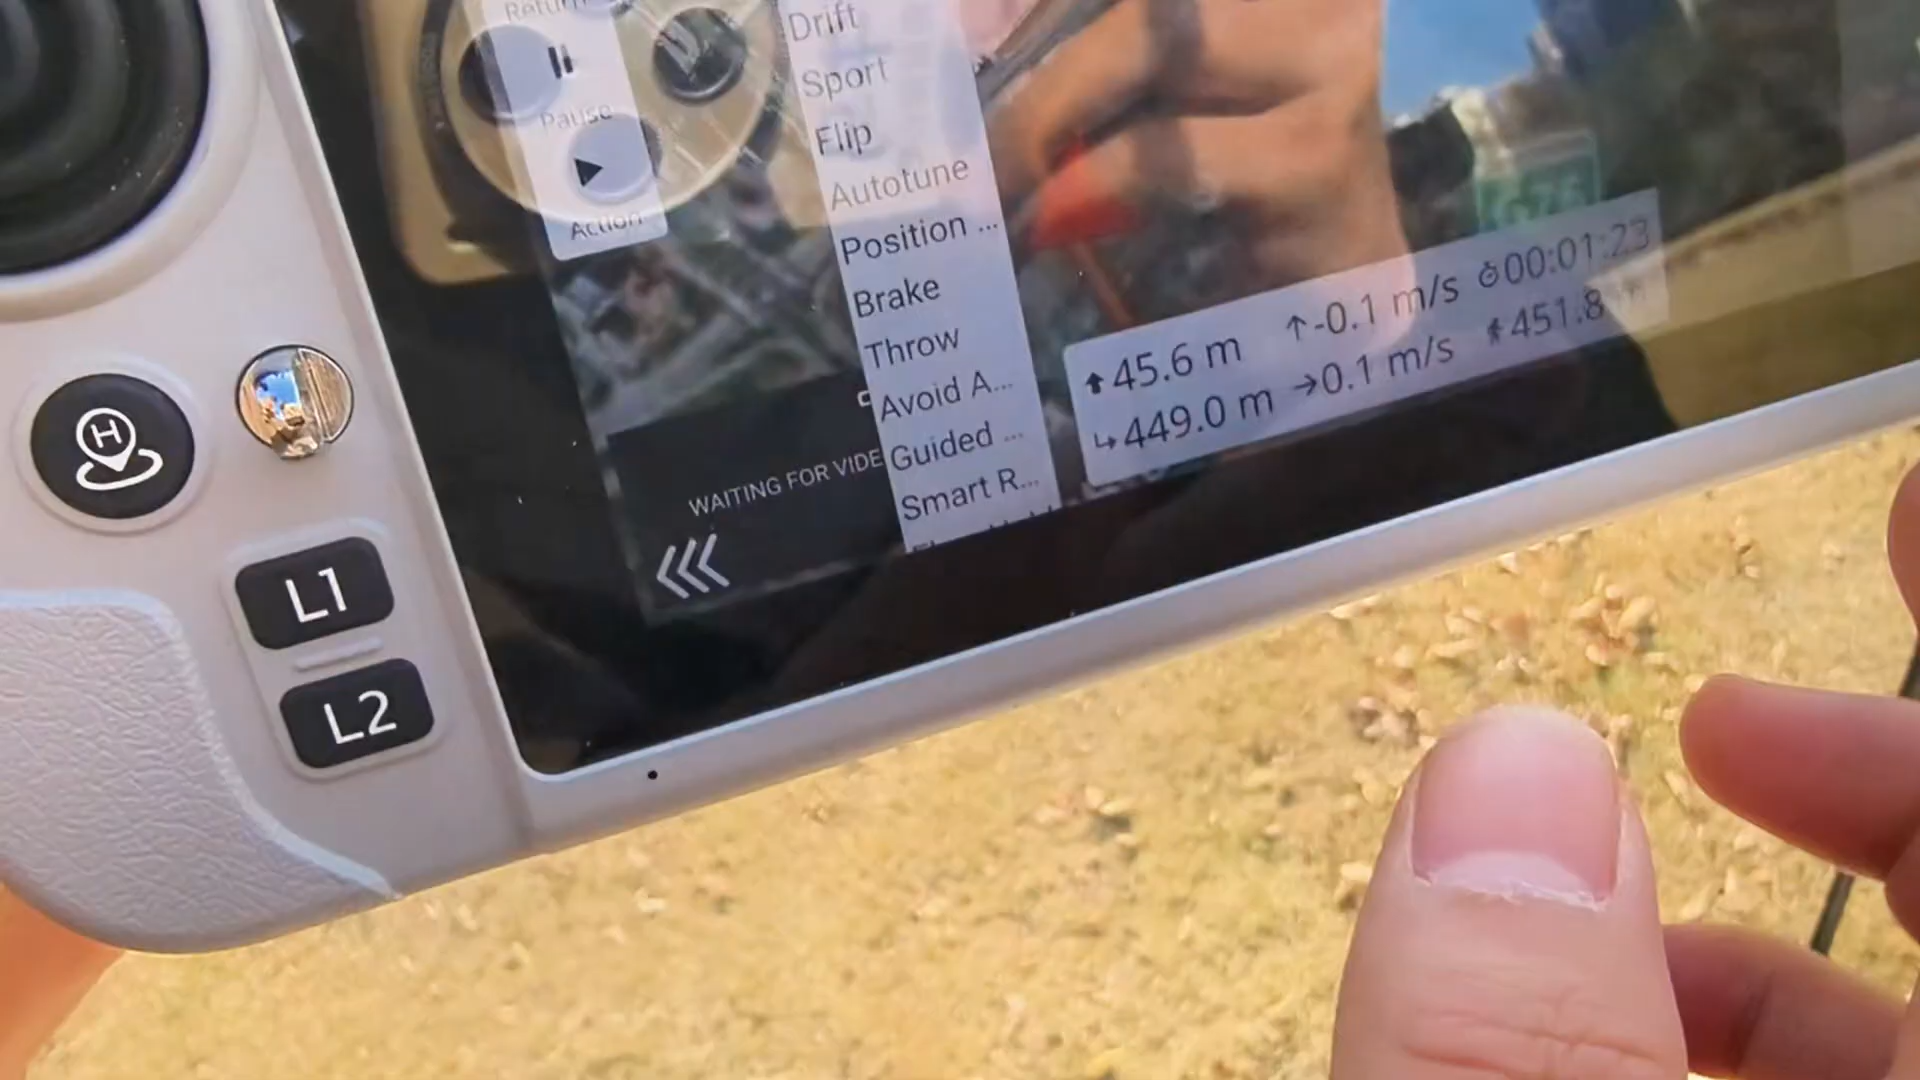 Return
Pause
Action
Drift
Sport
Flip
Autotune
Position ...
Brake
Throw
Avoid A...
Guided ...
Smart R...
45.6 m
-0.1 m/s
00:01:23
449.0 m
0.1 m/s
451.8
WAITING FOR VIDE
H
L1
L2